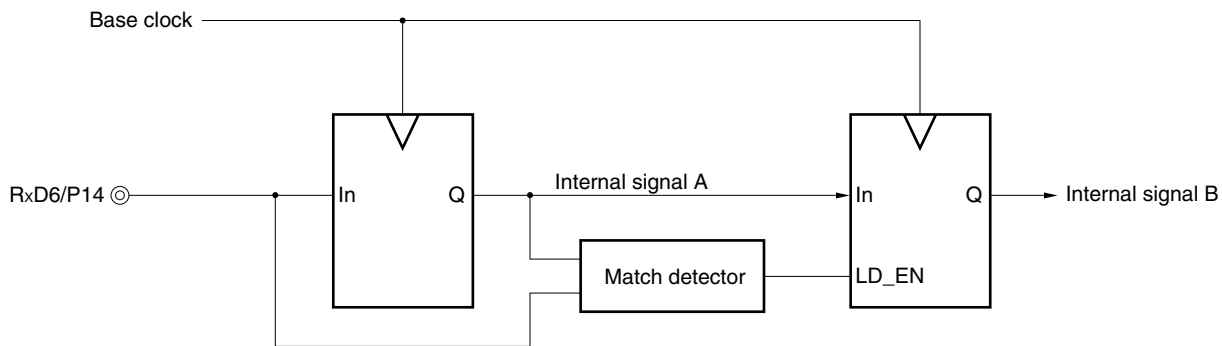 Base clock
RxD6/P14
In
Q
Internal signal A
In
Q
Internal signal B
Match detector
LD_EN